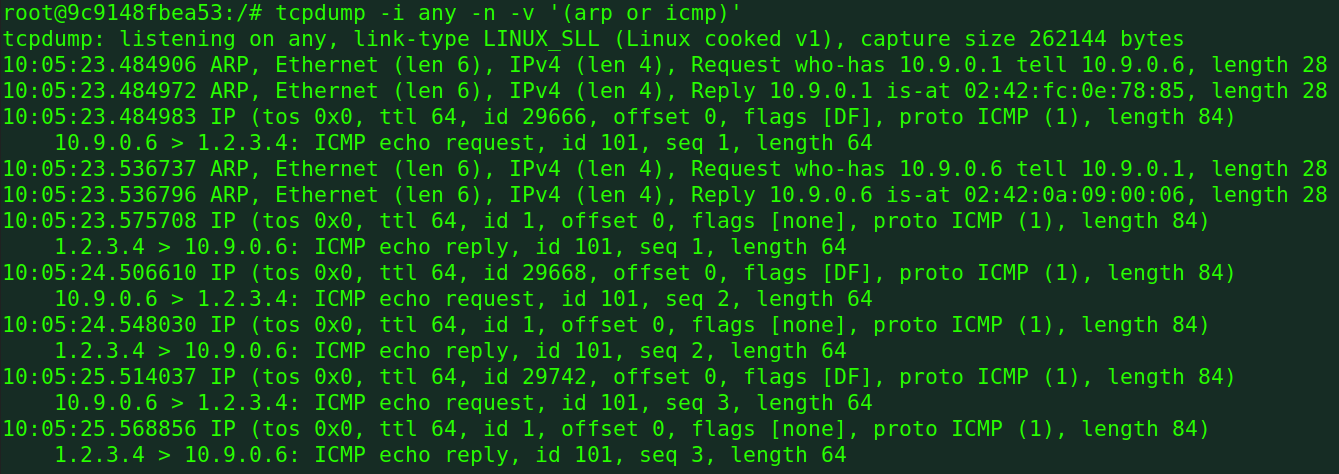 root@9c9148fbea53:/# tcpdump -i any -n -v '(arp or icmp)'
tcpdump: listening on any, link-type LINUX_SLL (Linux cooked v1), capture size 262144 bytes
10:05:23.484906 ARP, Ethernet (len 6), IPv4 (len 4), Request who-has 10.9.0.1 tell 10.9.0.6, length 28
10:05:23.484972 ARP, Ethernet (len 6), IPv4 (len 4), Reply 10.9.0.1 is-at 02:42:fc:0e:78:85, length 28
10:05:23.484983 IP (tos 0x0, ttl 64, id 29666, offset 0, flags [DF], proto ICMP (1), length 84)
    10.9.0.6 > 1.2.3.4: ICMP echo request, id 101, seq 1, length 64
10:05:23.536737 ARP, Ethernet (len 6), IPv4 (len 4), Request who-has 10.9.0.6 tell 10.9.0.1, length 28
10:05:23.536796 ARP, Ethernet (len 6), IPv4 (len 4), Reply 10.9.0.6 is-at 02:42:0a:09:00:06, length 28
10:05:23.575708 IP (tos 0x0, ttl 64, id 1, offset 0, flags [none], proto ICMP (1), length 84)
    1.2.3.4 > 10.9.0.6: ICMP echo reply, id 101, seq 1, length 64
10:05:24.506610 IP (tos 0x0, ttl 64, id 29668, offset 0, flags [DF], proto ICMP (1), length 84)
    10.9.0.6 > 1.2.3.4: ICMP echo request, id 101, seq 2, length 64
10:05:24.548030 IP (tos 0x0, ttl 64, id 1, offset 0, flags [none], proto ICMP (1), length 84)
    1.2.3.4 > 10.9.0.6: ICMP echo reply, id 101, seq 2, length 64
10:05:25.514037 IP (tos 0x0, ttl 64, id 29742, offset 0, flags [DF], proto ICMP (1), length 84)
    10.9.0.6 > 1.2.3.4: ICMP echo request, id 101, seq 3, length 64
10:05:25.568856 IP (tos 0x0, ttl 64, id 1, offset 0, flags [none], proto ICMP (1), length 84)
    1.2.3.4 > 10.9.0.6: ICMP echo reply, id 101, seq 3, length 64